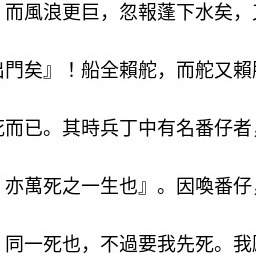 而風浪更巨，忽報蓬下水矣，
門矣』！船全賴舵，而舵又賴
而已。其時兵丁中有名番仔者，
亦萬死之一生也』。因喚番仔，
同一死也，不過要我先死。我